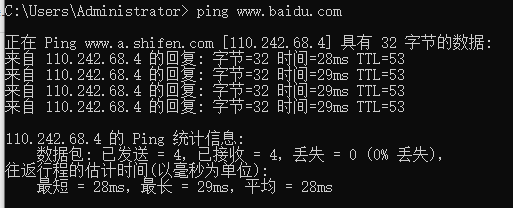 C:\Users\Administrator> ping www.baidu.com
正在 Ping www.a.shifen.com [110.242.68.4] 具有 32 字节的数据:
来自 110.242.68.4 的回复: 字节=32 时间=28ms TTL=53
来自 110.242.68.4 的回复: 字节=32 时间=29ms TTL=53
来自 110.242.68.4 的回复: 字节=32 时间=29ms TTL=53
来自 110.242.68.4 的回复: 字节=32 时间=29ms TTL=53
110.242.68.4 的 Ping 统计信息:
数据包: 已发送 = 4, 已接收 = 4, 丢失 = 0 (0% 丢失),
往返行程的估计时间(以毫秒为单位):
最短 = 28ms, 最长 = 29ms, 平均 = 28ms